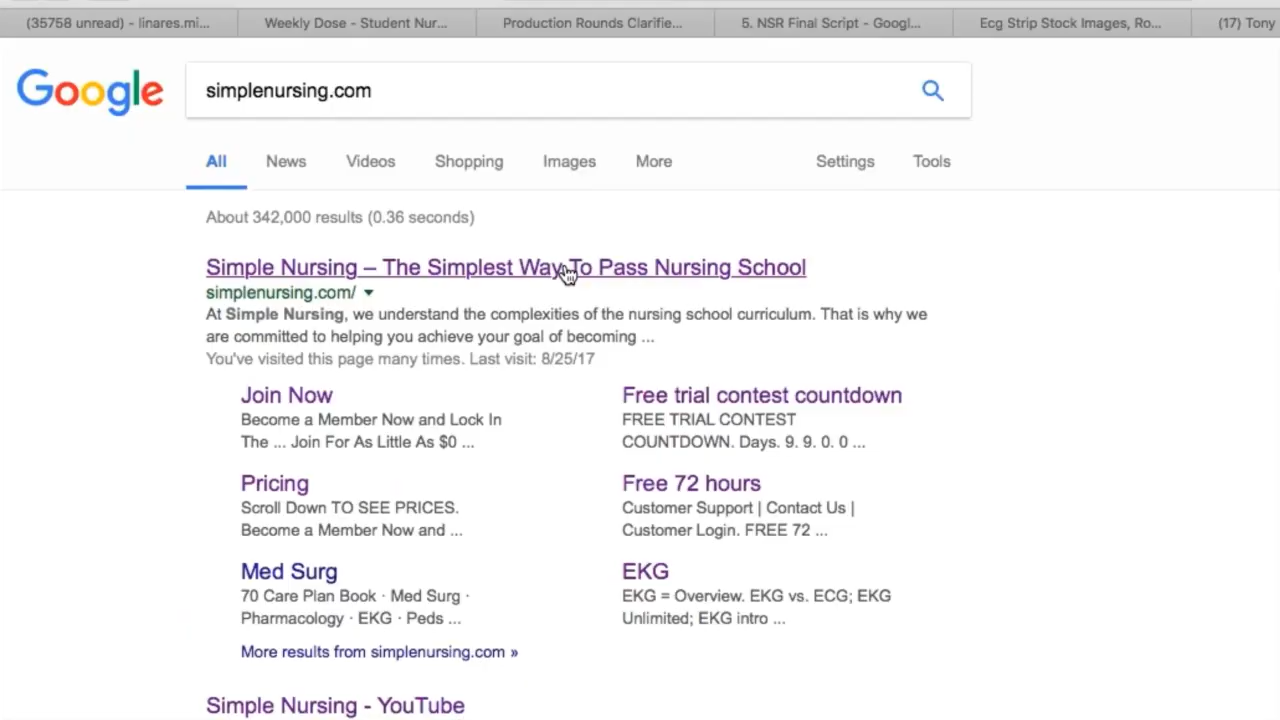 (35758 unread) - linares.mi...
Weekly Dose - Student Nur...
Production Rounds Clarifie...
5. NSR Final Script - Googl...
Ecg Strip Stock Images, Ro...
(17) Tony
Google
simplenursing.com
All News Videos Shopping Images More Settings Tools
About 342,000 results (0.36 seconds)
Simple Nursing – The Simplest Way To Pass Nursing School
simplenursing.com/
At Simple Nursing, we understand the complexities of the nursing school curriculum. That is why we
are committed to helping you achieve your goal of becoming ...
You've visited this page many times. Last visit: 8/25/17
Join Now
Become a Member Now and Lock In
The ... Join For As Little As $0 ...
Free trial contest countdown
FREE TRIAL CONTEST
COUNTDOWN. Days. 9. 9. 0. 0 ...
Pricing
Scroll Down TO SEE PRICES.
Become a Member Now and ...
Free 72 hours
Customer Support | Contact Us |
Customer Login. FREE 72 ...
Med Surg
70 Care Plan Book · Med Surg ·
Pharmacology · EKG · Peds ...
EKG
EKG = Overview. EKG vs. ECG; EKG
Unlimited; EKG intro ...
More results from simplenursing.com »
Simple Nursing - YouTube